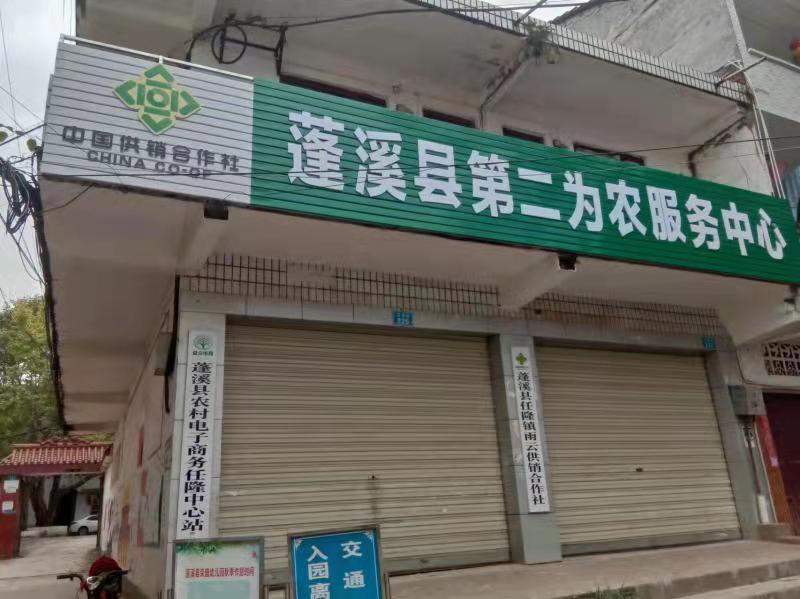 中国供销合作社
CHINA CO-OP
蓬溪县第二为农服务中心
蓬溪县农村电子商务任隆中心站
蓬溪县任隆镇雨云供销合作社
交通
入园离